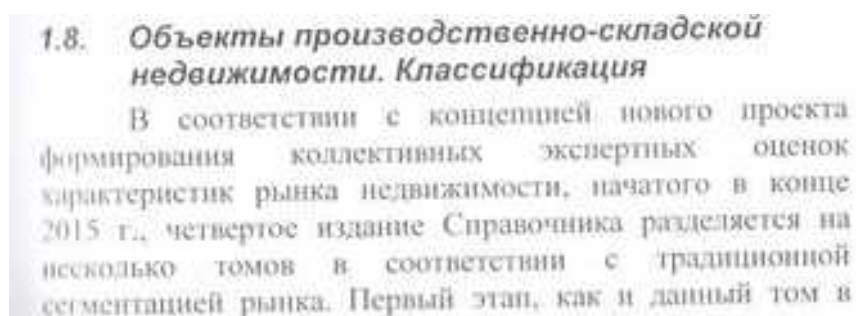 1.8. Объекты производственно-складской
недвижимости. Классификация
В соответствии с концепцией нового проекта
формирования коллективных экспертных оценок
характеристик рынка недвижимости, начатого в конце
2015 г., четвертое издание Справочника разделяется на
несколько томов в соответствии с традиционной
сегментацией рынка. Первый этап, как и данный том в